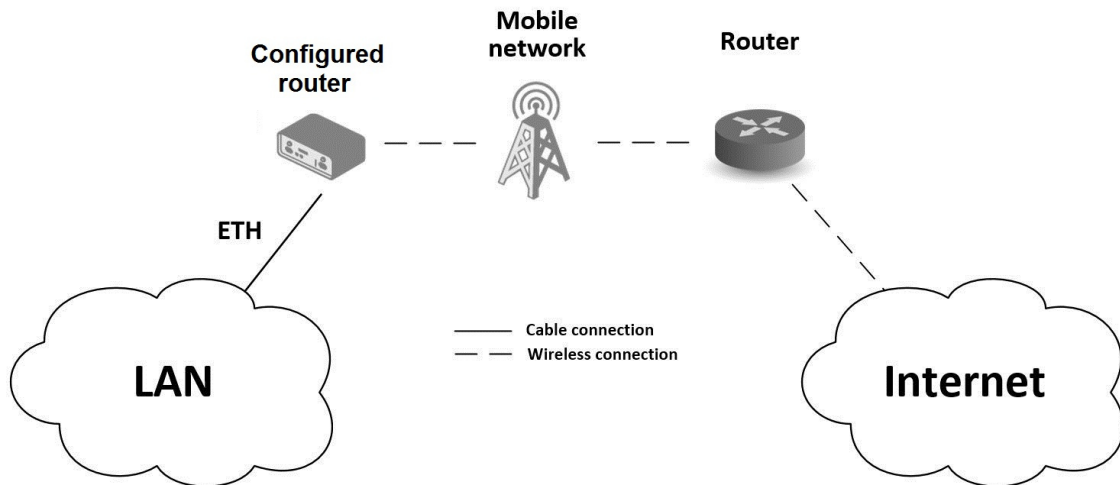 Configured
router
Mobile
network
Router
ETH
LAN
Cable connection
Wireless connection
Internet